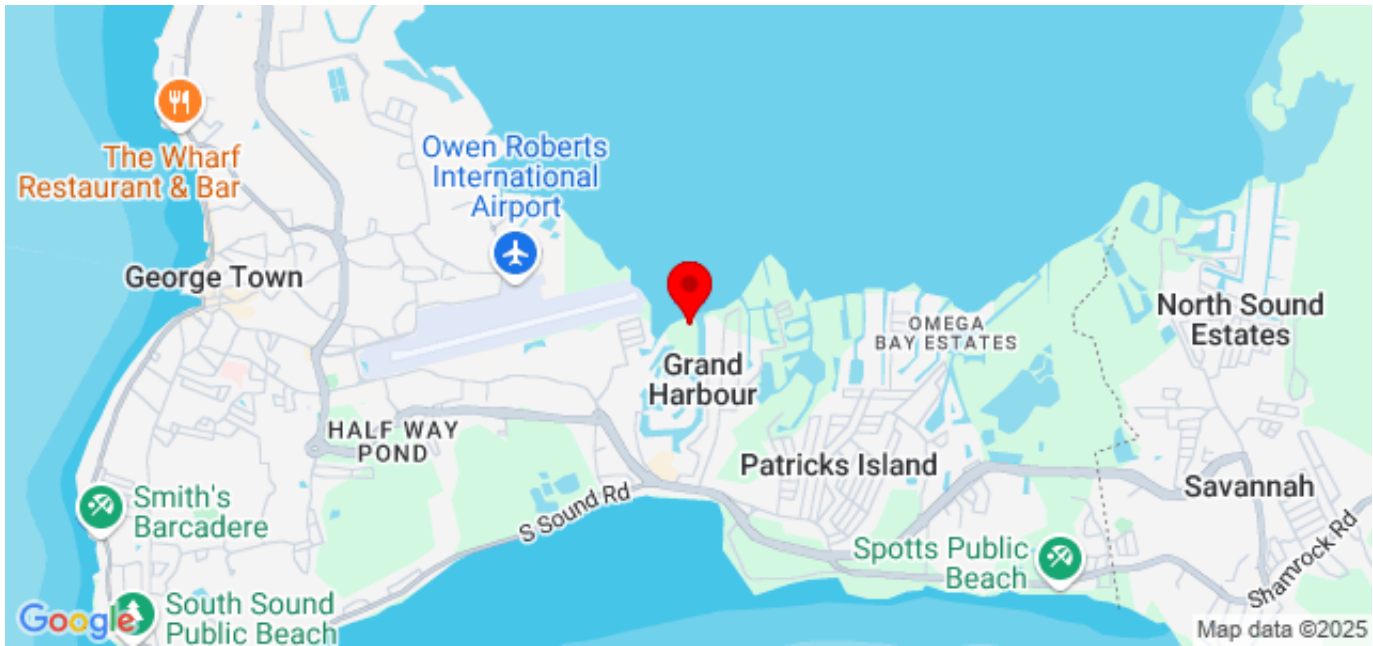 The Wharf
Restaurant & Bar
Owen Roberts
International
Airport
George Town
North Sound
Estates
OMEGA
BAY ESTATES
Grand
Harbour
HALF WAY
POND
Patricks Island
Savannah
Smith's
Barcadere
S Sound Rd
Spotts Public
Beach
Shamrock Rd
South Sound
Public Beach
Google
Map data ©2025